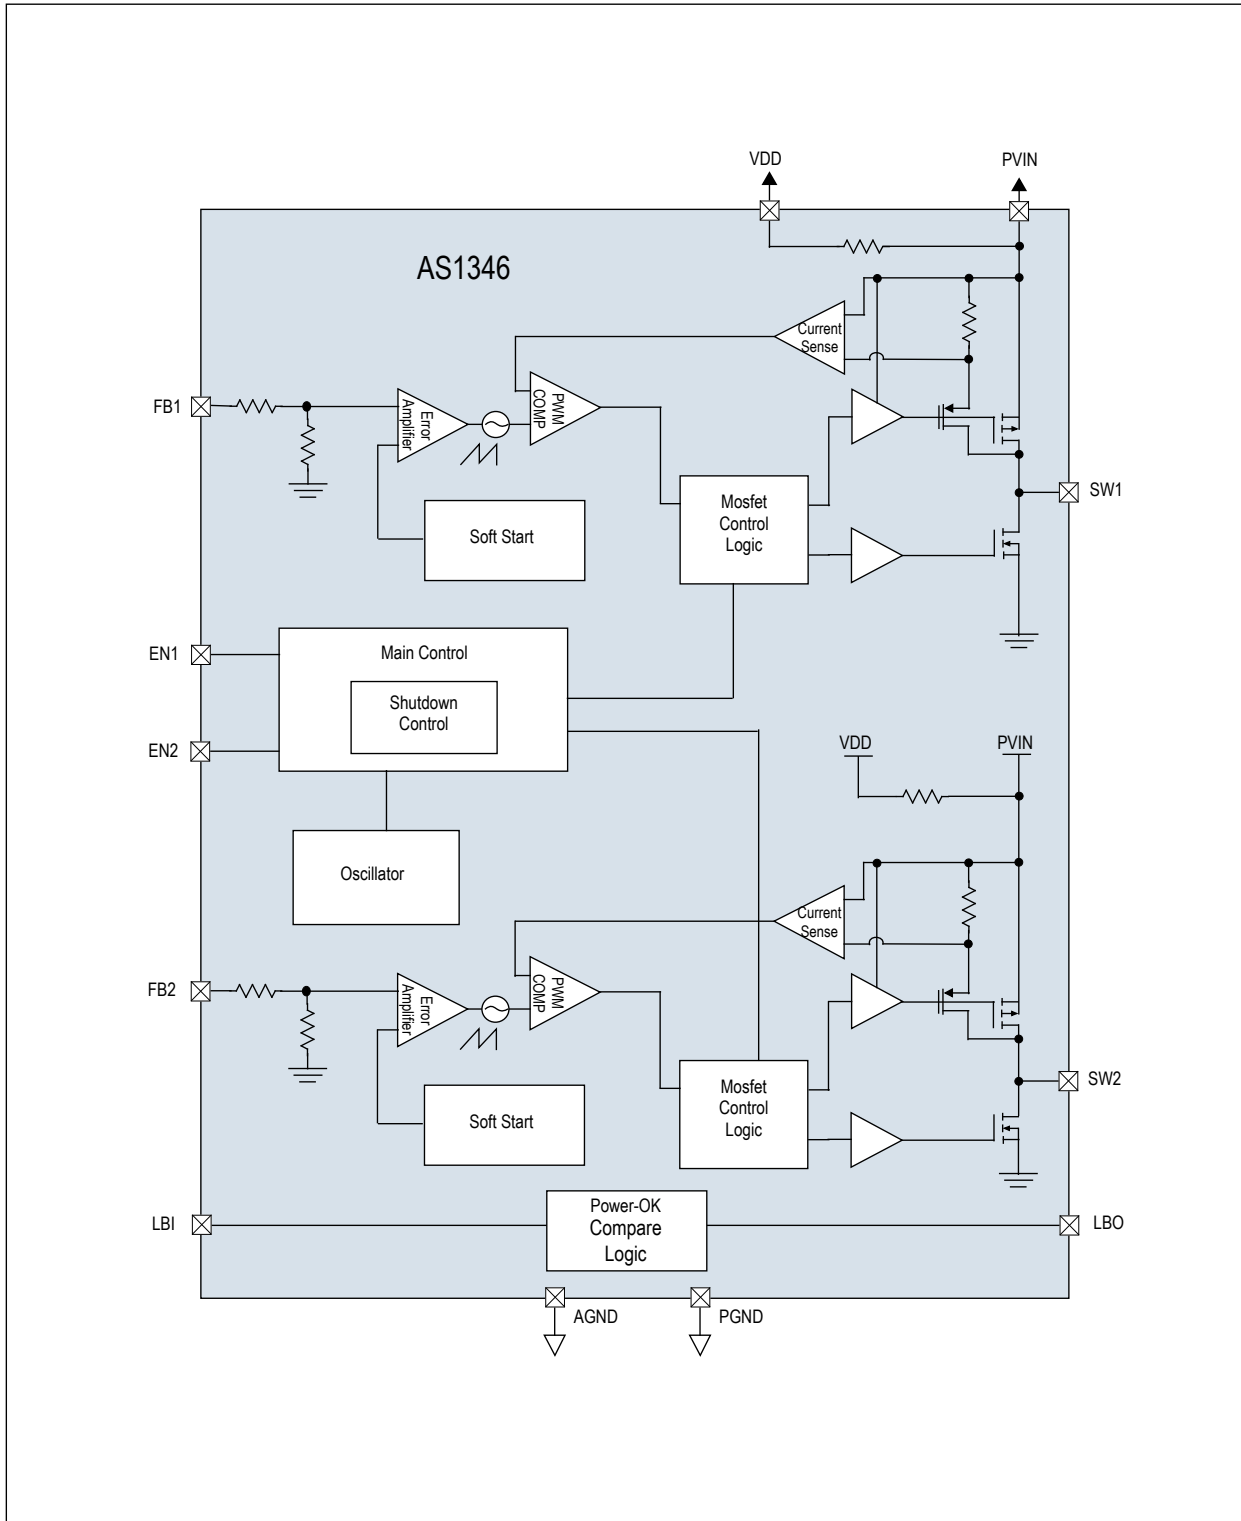 VDD
PVIN
AS1346
Current
Sense
FB1
Error
Amplifier
PWM
COMP
Mosfet
Control
Logic
SW1
Soft Start
EN1
Main Control
Shutdown
Control
EN2
VDD
PVIN
Oscillator
Current
Sense
FB2
Error
Amplifier
PWM
COMP
Mosfet
Control
Logic
SW2
Soft Start
LBI
Power-OK
Compare
Logic
LBO
AGND
PGND